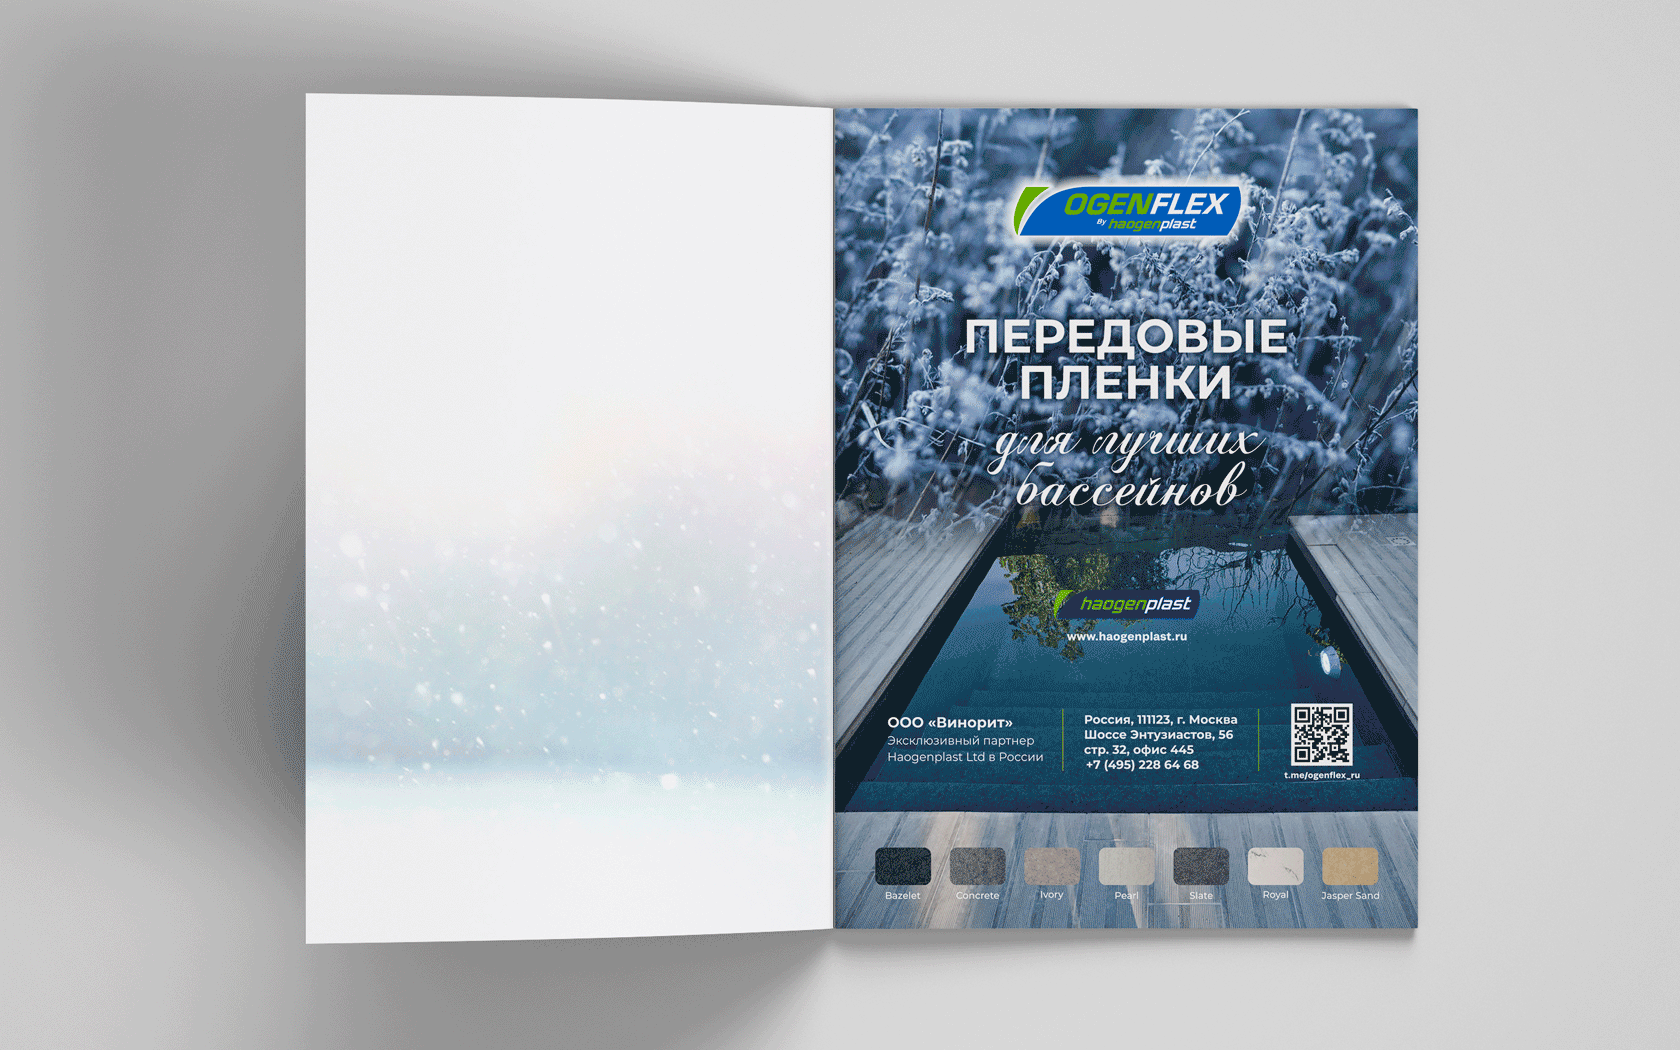 OGENFLEX
By haogenplast
ПЕРЕДОВЫЕ
ПЛЕНКИ
для лучших
бассейнов
haogenplast
www.haogenplast.ru
ООО «Винорит»
Эксклюзивный партнер
Haogenplast Ltd в России
Россия, 111123, г. Москва
Шоссе Энтузиастов, 56
стр. 32, офис 445
+7 (495) 228 64 68
t.me/ogenflex_ru
Bazelet
Concrete
Ivory
Pearl
Slate
Royal
Jasper Sand